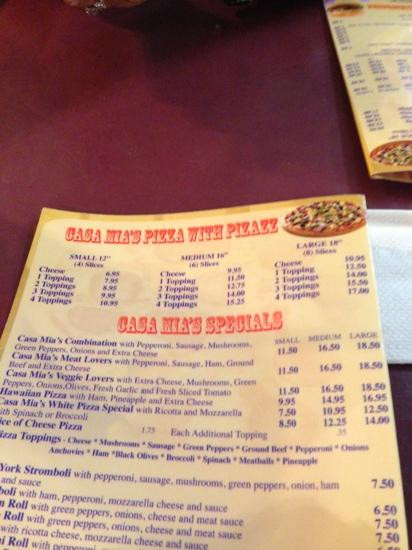 CASA MIA'S PIZZA WITH PIZAZZ
SMALL 12" MEDIUM 16" LARGE 18"
(4) Slices (6) Slices (8) Slices
Cheese 6.95 Cheese 9.95 Cheese 10.95
1 Topping 7.95 1 Topping 11.50 1 Topping 12.50
2 Toppings 8.95 2 Toppings 12.75 2 Toppings 14.00
3 Toppings 9.95 3 Toppings 14.00 3 Toppings 15.50
4 Toppings 10.95 4 Toppings 15.25 4 Toppings 17.00
CASA MIA'S SPECIALS
SMALL MEDIUM LARGE
Casa Mia's Combination with Pepperoni, Sausage, Mushrooms,
Green Peppers, Onions and Extra Cheese 11.50 16.50 18.50
Casa Mia's Meat Lovers with Pepperoni, Sausage, Ham, Ground
Beef and Extra Cheese 11.50 16.50 18.50
Casa Mia's Veggie Lovers with Extra Cheese, Mushrooms, Green
Peppers, Onions,Olives, Fresh Garlic and Fresh Sliced Tomato 11.50 16.50 18.50
Hawaiian Pizza with Ham, Pineapple and Extra Cheese 9.95 14.95 16.95
Casa Mia's White Pizza Special with Ricotta and Mozzarella 7.50 10.95 12.50
with Spinach or Broccoli 8.50 12.25 14.00
of Cheese Pizza 1.75 Each Additional Topping .35
Toppings - Cheese * Mushrooms * Sausage * Green Peppers * Ground Beef * Pepperoni * Onions
Anchovies * Ham *Black Olives * Broccoli * Spinach * Meatballs * Pineapple
York Stromboli with pepperoni, sausage, mushrooms, green peppers, onion, ham
and cheese 7.50
with ham, pepperoni, mozzarella cheese and sauce 6.50
Roll with green peppers, onions, cheese and meat sauce 7.50
Roll with green peppers, onions, cheese and meat sauce 7.50
with ricotta cheese, mozzarella cheese and sauce
Roll with pepperoni, cheese and sauce